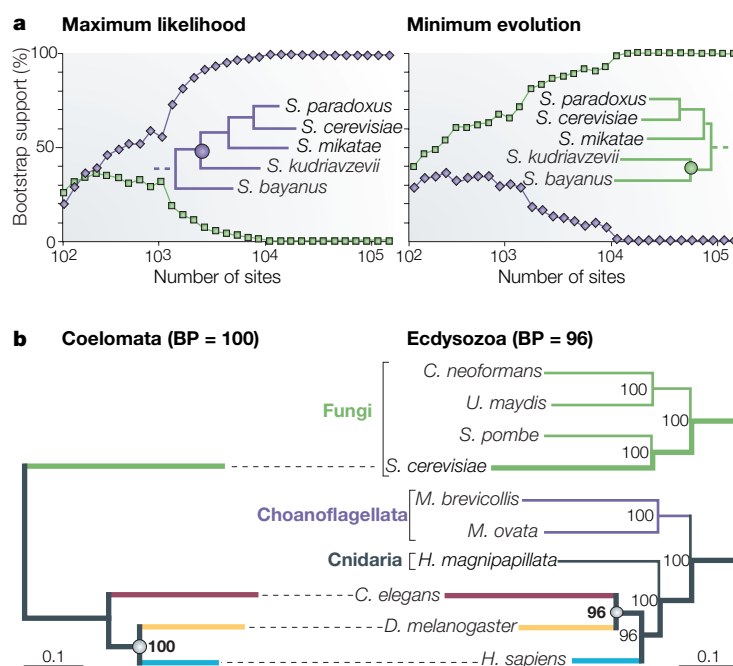 a Maximum likelihood
Minimum evolution
Bootstrap support (%)
100
50
0
10²
10³
10⁴
10⁵
Number of sites
S. paradoxus
S. cerevisiae
S. mikatae
S. kudriavzevii
S. bayanus
10²
10³
10⁴
10⁵
Number of sites
S. paradoxus
S. cerevisiae
S. mikatae
S. kudriavzevii
S. bayanus
b Coelomata (BP = 100)
Ecdysozoa (BP = 96)
Fungi
C. neoformans
U. maydis
S. pombe
S. cerevisiae
100
100
100
Choanoflagellata
M. brevicollis
M. ovata
100
Cnidaria
H. magnipapillata
100
100
C. elegans
96
D. melanogaster
96
100
H. sapiens
0.1
0.1